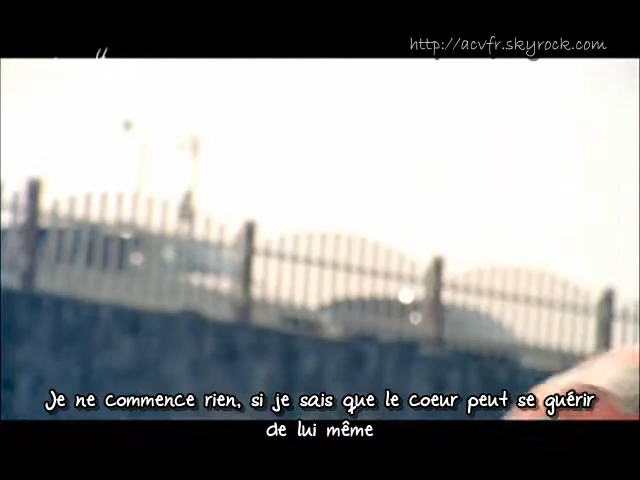 http://acvfr.skyrock.com
Je ne commence rien, si je sais que le coeur peut se guérir
de lui même